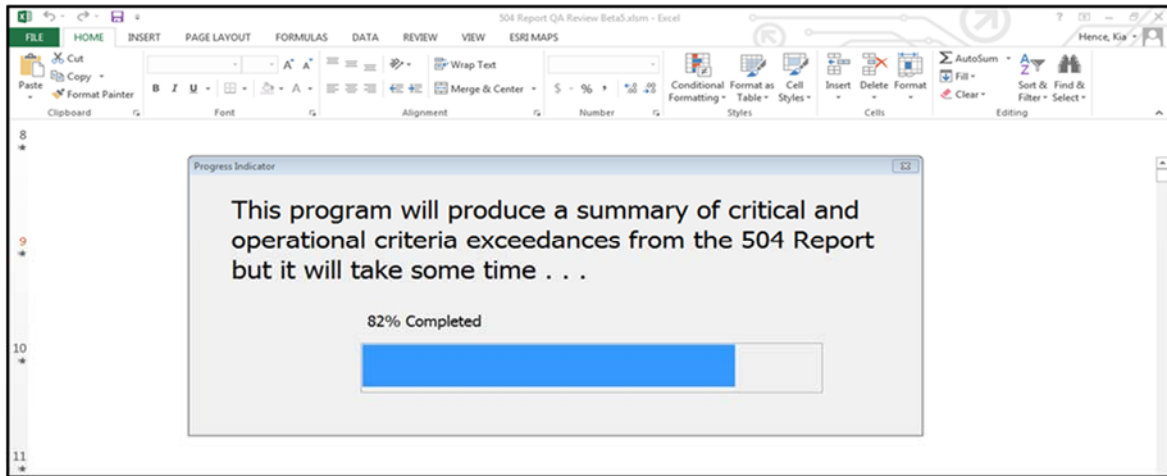 504 Report QA Review Beta5.xlsm - Excel
FILE HOME INSERT PAGE LAYOUT FORMULAS DATA REVIEW VIEW ESRI MAPS Hence, Kia
Paste
Cut
Copy
Format Painter
B I U
Wrap Text
Merge & Center
$ % ,
Conditional Formatting
Format as Table
Cell Styles
Insert Delete Format
AutoSum
Fill
Clear
Sort & Filter
Find & Select
Clipboard Font Alignment Number Styles Cells Editing
8
Progress Indicator
This program will produce a summary of critical and
9
operational criteria exceedances from the 504 Report
but it will take some time . . .
82% Completed
10
11